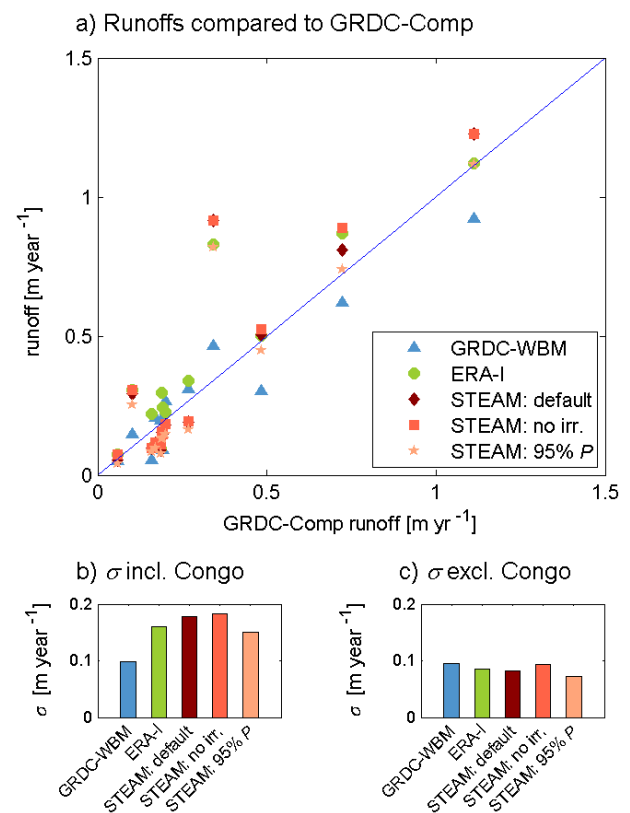 a) Runoffs compared to GRDC-Comp
1.5
1
0.5
0
runoff [m year -1]
GRDC-WBM
ERA-I
STEAM: default
STEAM: no irr.
STEAM: 95% P
0 0.5 1 1.5
GRDC-Comp runoff [m yr -1]
b) σ incl. Congo
0.2
0.1
0
σ [m year -1]
GRDC-WBM
ERA-I
STEAM: default
STEAM: no irr.
STEAM: 95% P
c) σ excl. Congo
0.2
0.1
0
σ [m year -1]
GRDC-WBM
ERA-I
STEAM: default
STEAM: no irr.
STEAM: 95% P